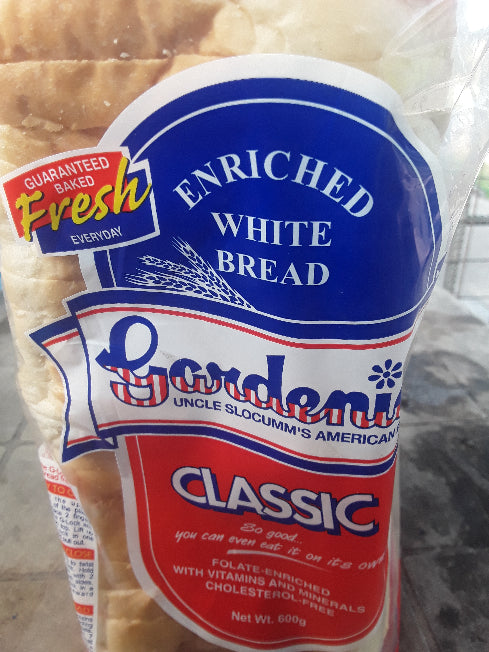 GUARANTEED
BAKED
Fresh
EVERYDAY
ENRICHED
WHITE
BREAD
Gardeni
UNCLE SLOCUMM'S AMERICAN
CLASSIC
So good...
you can even eat it on its own
FOLATE-ENRICHED
WITH VITAMINS AND MINERALS
CHOLESTEROL-FREE
Net Wt. 600g